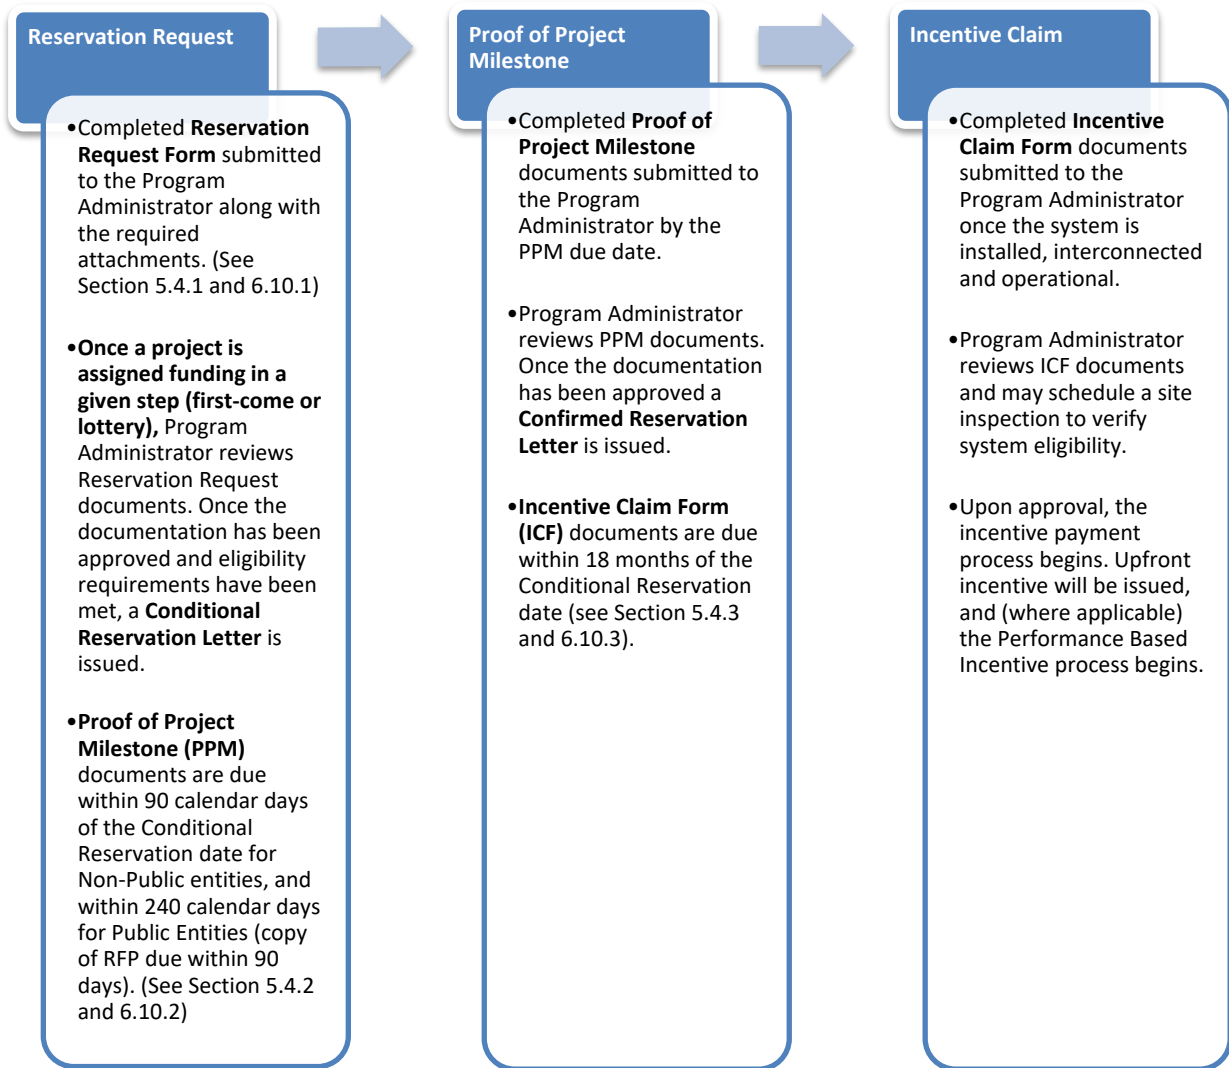 Reservation Request
•Completed Reservation
Request Form submitted
to the Program
Administrator along with
the required
attachments. (See
Section 5.4.1 and 6.10.1)
•Once a project is
assigned funding in a
given step (first-come or
lottery), Program
Administrator reviews
Reservation Request
documents. Once the
documentation has been
approved and eligibility
requirements have been
met, a Conditional
Reservation Letter is
issued.
•Proof of Project
Milestone (PPM)
documents are due
within 90 calendar days
of the Conditional
Reservation date for
Non-Public entities, and
within 240 calendar days
for Public Entities (copy
of RFP due within 90
days). (See Section 5.4.2
and 6.10.2)
Proof of Project
Milestone
•Completed Proof of
Project Milestone
documents submitted to
the Program
Administrator by the
PPM due date.
•Program Administrator
reviews PPM documents.
Once the documentation
has been approved a
Confirmed Reservation
Letter is issued.
•Incentive Claim Form
(ICF) documents are due
within 18 months of the
Conditional Reservation
date (see Section 5.4.3
and 6.10.3).
Incentive Claim
•Completed Incentive
Claim Form documents
submitted to the
Program Administrator
once the system is
installed, interconnected
and operational.
•Program Administrator
reviews ICF documents
and may schedule a site
inspection to verify
system eligibility.
•Upon approval, the
incentive payment
process begins. Upfront
incentive will be issued,
and (where applicable)
the Performance Based
Incentive process begins.